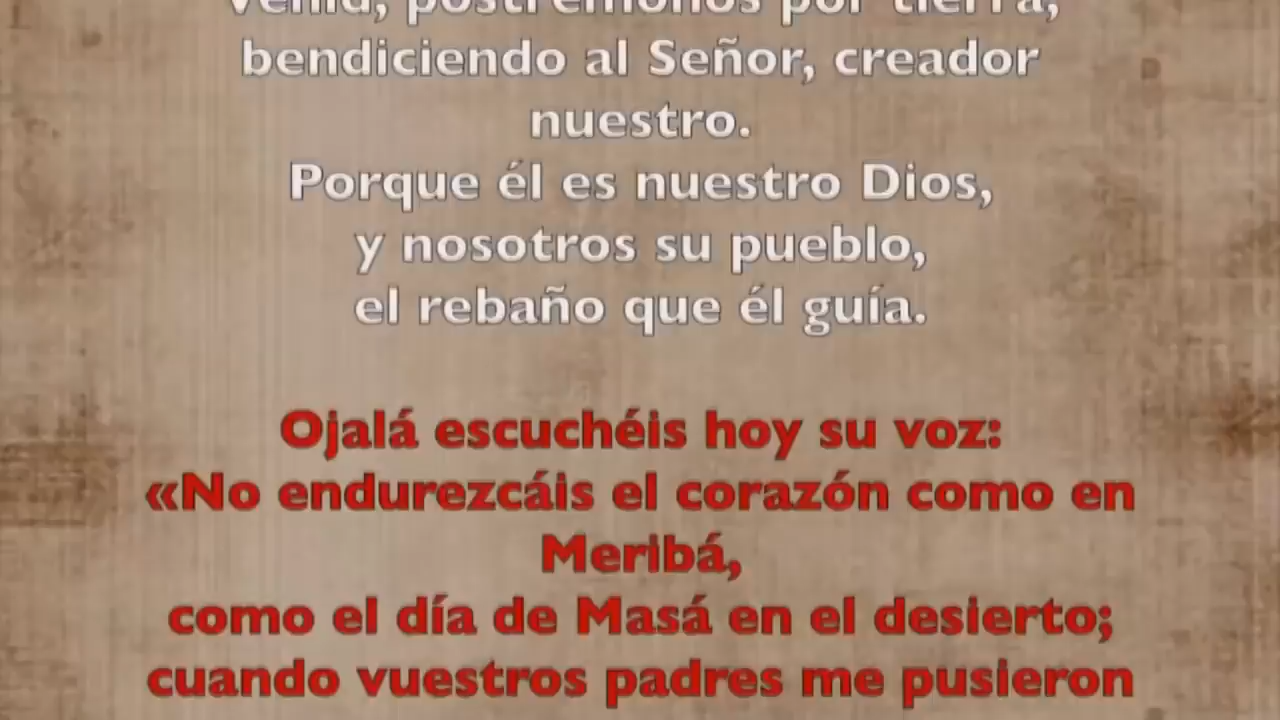 Venid, postrémonos por tierra,
bendiciendo al Señor, creador
nuestro.
Porque él es nuestro Dios,
y nosotros su pueblo,
el rebaño que él guía.
Ojalá escuchéis hoy su voz:
«No endurezcáis el corazón como en
Meribá,
como el día de Masá en el desierto;
cuando vuestros padres me pusieron